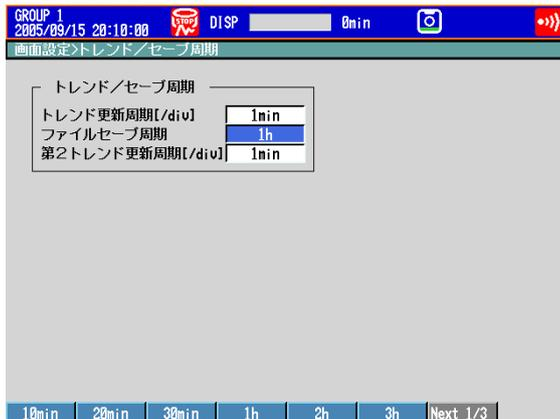 GROUP 1
2005/09/15 20:10:00 STOP DISP 0min
画面設定>トレンド／セーブ周期
トレンド／セーブ周期
トレンド更新周期[/div] 1min
ファイルセーブ周期 1h
第2トレンド更新周期[/div] 1min
10min 20min 30min 1h 2h 3h Next 1/3